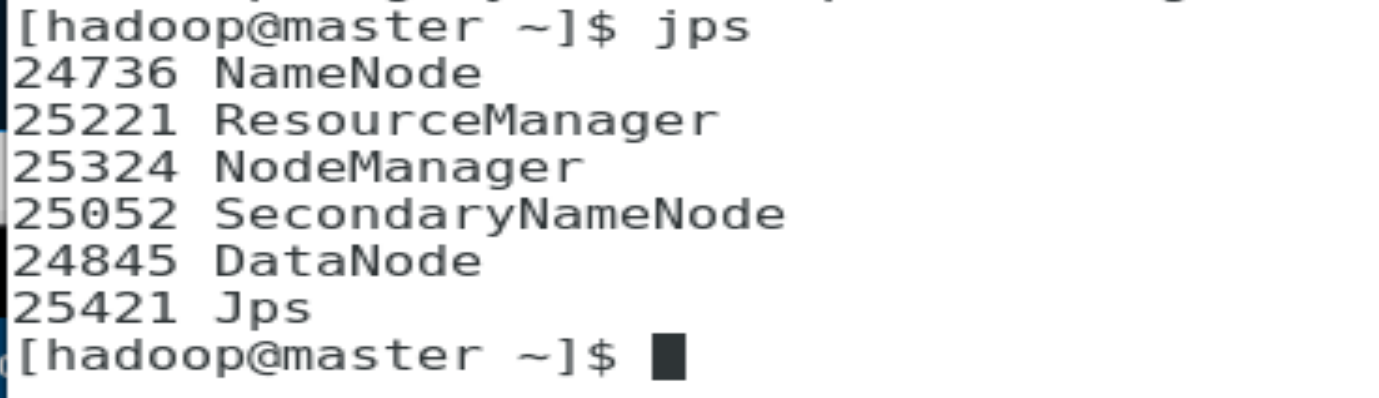 [hadoop@master ~]$ jps
24736 NameNode
25221 ResourceManager
25324 NodeManager
25052 SecondaryNameNode
24845 DataNode
25421 Jps
[hadoop@master ~]$